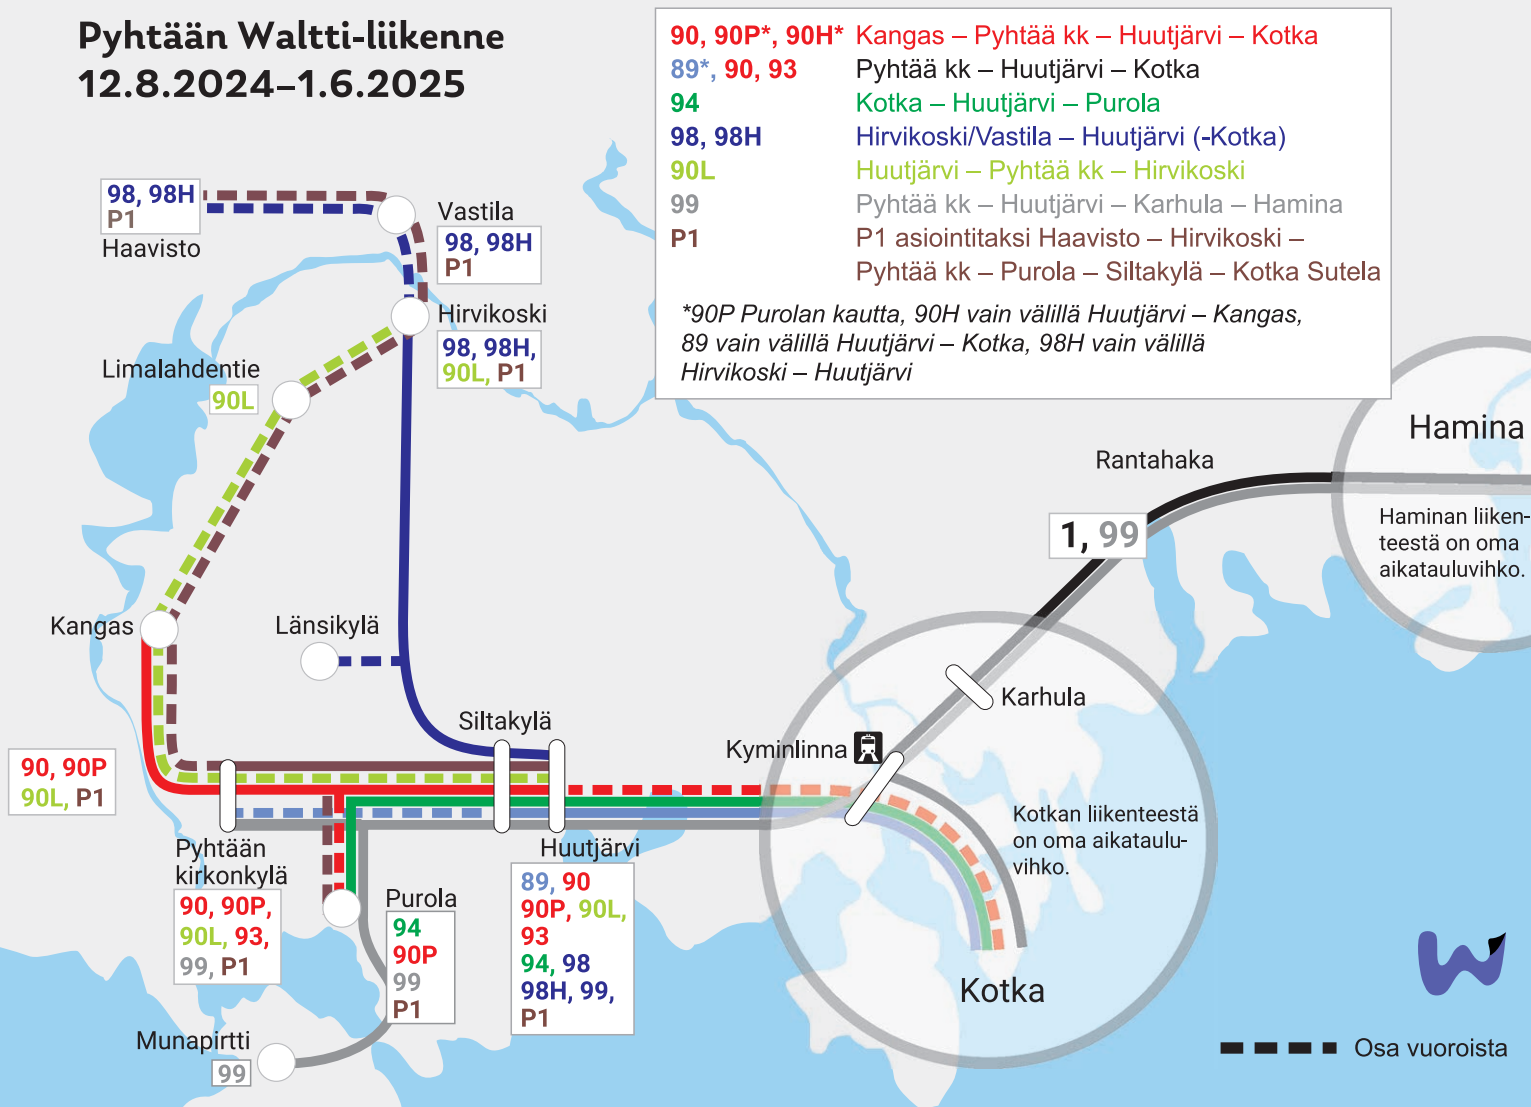 Pyhtään Waltti-liikenne
12.8.2024–1.6.2025
90, 90P*, 90H* Kangas – Pyhtää kk – Huutjärvi – Kotka
89*, 90, 93 Pyhtää kk – Huutjärvi – Kotka
94 Kotka – Huutjärvi – Purola
98, 98H Hirvikoski/Vastila – Huutjärvi (-Kotka)
90L Huutjärvi – Pyhtää kk – Hirvikoski
99 Pyhtää kk – Huutjärvi – Karhula – Hamina
P1 P1 asiointitaksi Haavisto – Hirvikoski –
Pyhtää kk – Purola – Siltakylä – Kotka Sutela
*90P Purolan kautta, 90H vain välillä Huutjärvi – Kangas,
89 vain välillä Huutjärvi – Kotka, 98H vain välillä
Hirvikoski – Huutjärvi
98, 98H
P1
Haavisto
Vastila
98, 98H
P1
Hirvikoski
98, 98H,
90L, P1
Limalahdentie
90L
Kangas
Länsikylä
Siltakylä
90, 90P
90L, P1
Pyhtään
kirkonkylä
90, 90P,
90L, 93,
99, P1
Purola
94
90P
99
P1
Munapirtti
99
Huutjärvi
89, 90
90P, 90L,
93
94, 98
98H, 99,
P1
Kyminlinna
Karhula
Kotkan liikenteestä
on oma aikataulu-
vihko.
Kotka
1, 99
Rantahaka
Hamina
Haminan liiken-
teestä on oma
aikatauluvihko.
Osa vuoroista